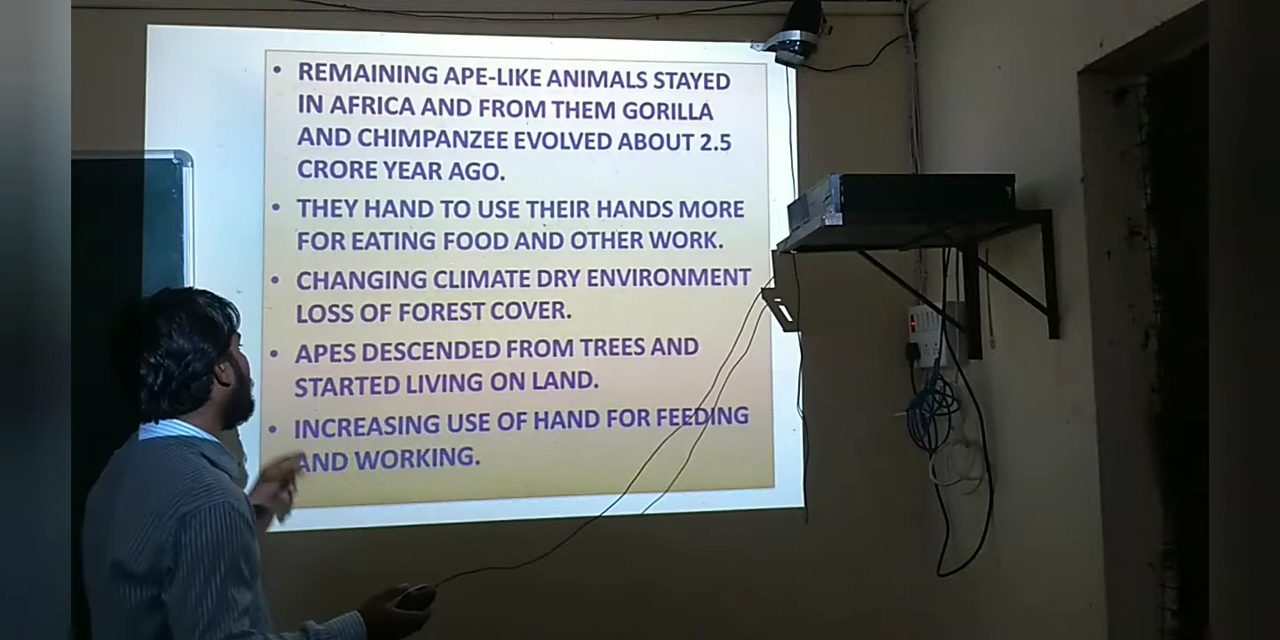 • REMAINING APE-LIKE ANIMALS STAYED
IN AFRICA AND FROM THEM GORILLA
AND CHIMPANZEE EVOLVED ABOUT 2.5
CRORE YEAR AGO.
• THEY HAND TO USE THEIR HANDS MORE
FOR EATING FOOD AND OTHER WORK.
• CHANGING CLIMATE DRY ENVIRONMENT
LOSS OF FOREST COVER.
• APES DESCENDED FROM TREES AND
STARTED LIVING ON LAND.
• INCREASING USE OF HAND FOR FEEDING
AND WORKING.